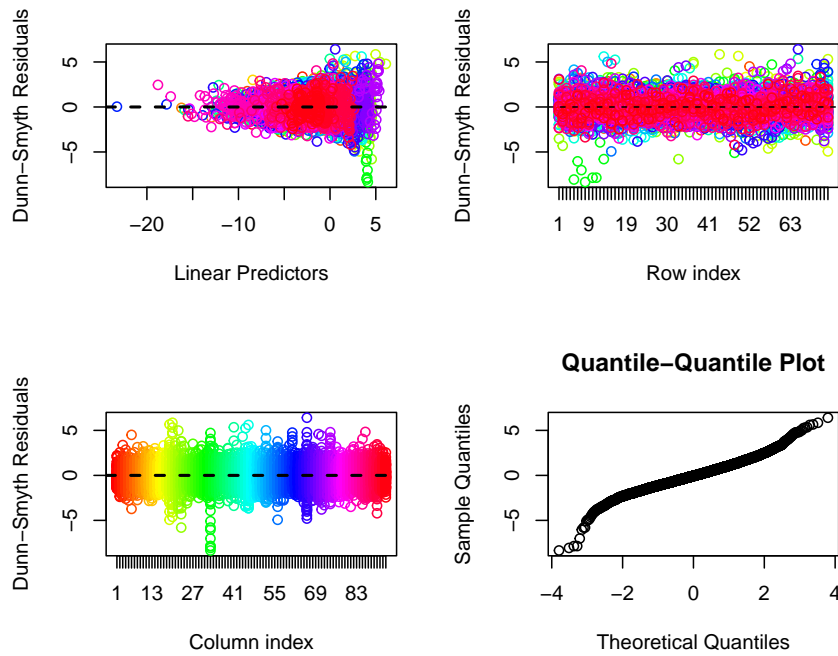 Dunn−Smyth Residuals
5
0
−5
−20 −10 0 5
Linear Predictors
Dunn−Smyth Residuals
5
0
−5
1 9 19 30 41 52 63
Row index
Dunn−Smyth Residuals
5
0
−5
1 13 27 41 55 69 83
Column index
Quantile−Quantile Plot
Sample Quantiles
5
0
−5
−4 −2 0 2 4
Theoretical Quantiles